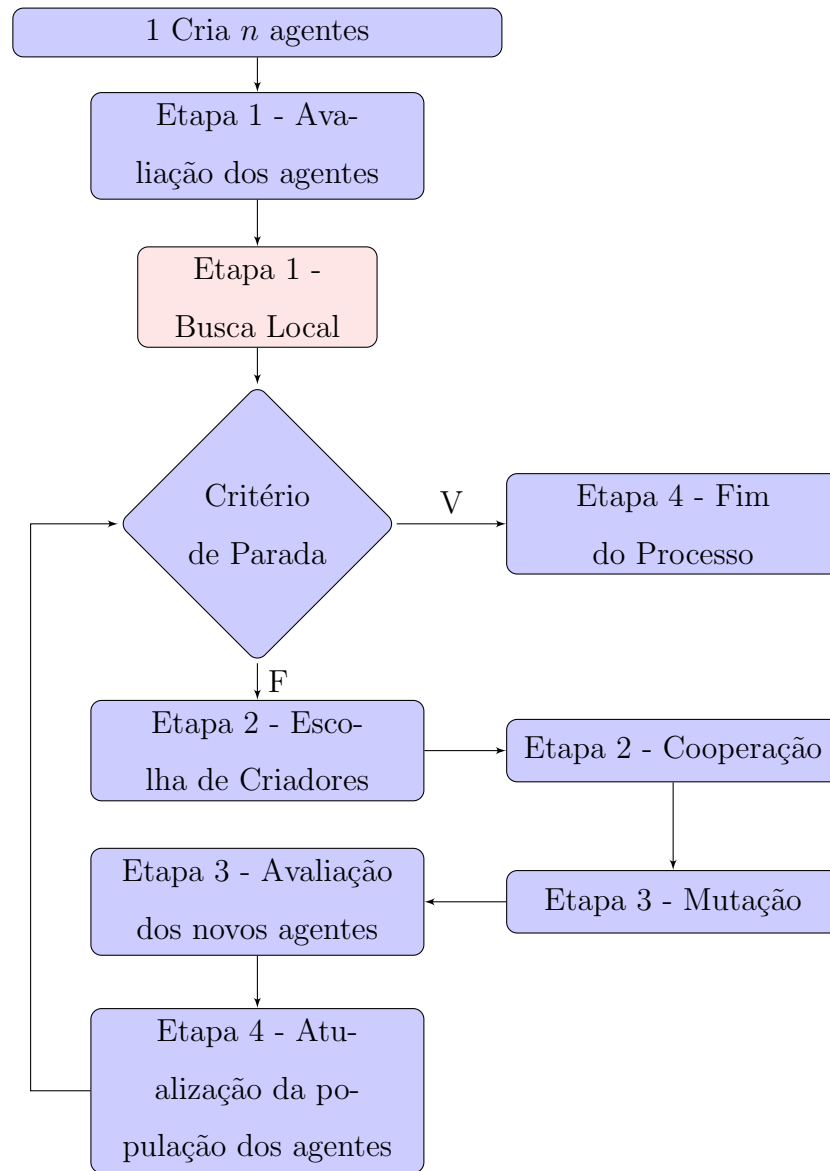 1 Cria n agentes
Etapa 1 - Ava-
liação dos agentes
Etapa 1 -
Busca Local
Critério
de Parada
V
Etapa 4 - Fim
do Processo
F
Etapa 2 - Esco-
lha de Criadores
Etapa 2 - Cooperação
Etapa 3 - Mutação
Etapa 3 - Avaliação
dos novos agentes
Etapa 4 - Atu-
alização da po-
pulação dos agentes